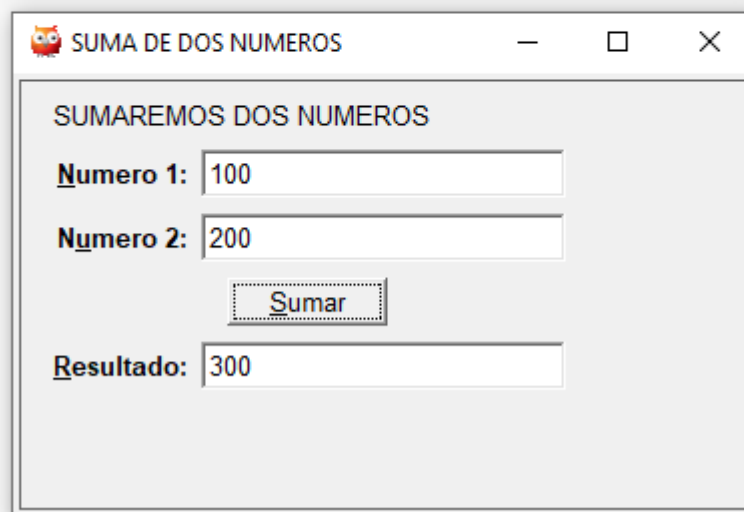 SUMA DE DOS NUMEROS
SUMAREMOS DOS NUMEROS
Numero 1: 100
Numero 2: 200
Sumar
Resultado: 300